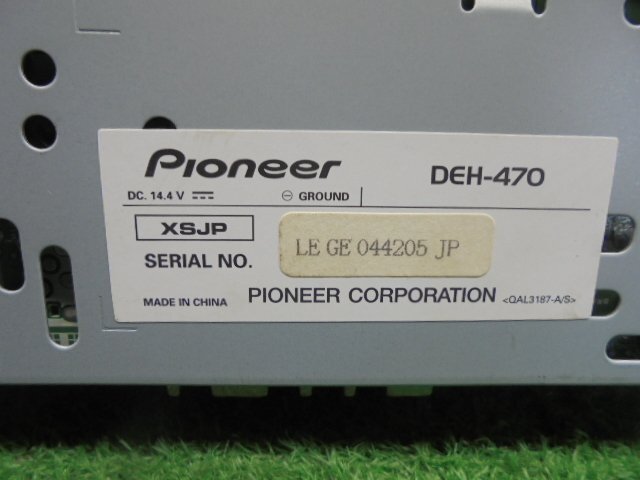 Pioneer DEH-470
DC. 14.4 V ⎓ ⊖ GROUND
XSJP
SERIAL NO. LE GE 044205 JP
MADE IN CHINA PIONEER CORPORATION <QAL3187-A/S>